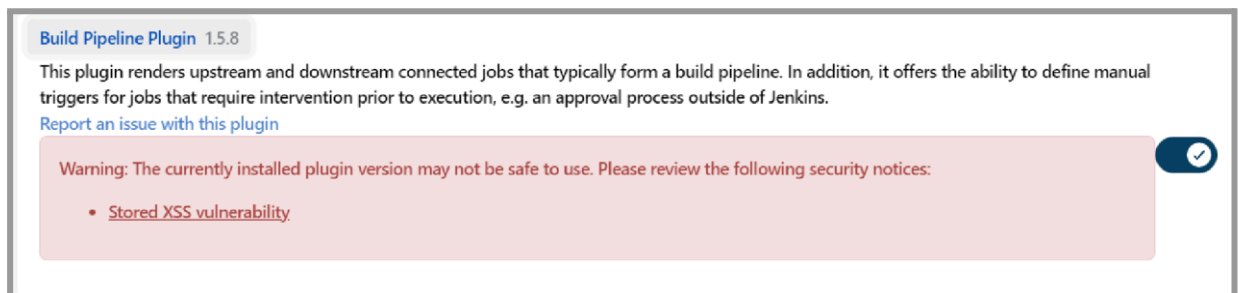 Build Pipeline Plugin 1.5.8
This plugin renders upstream and downstream connected jobs that typically form a build pipeline. In addition, it offers the ability to define manual
triggers for jobs that require intervention prior to execution, e.g. an approval process outside of Jenkins.
Report an issue with this plugin
Warning: The currently installed plugin version may not be safe to use. Please review the following security notices:
• Stored XSS vulnerability